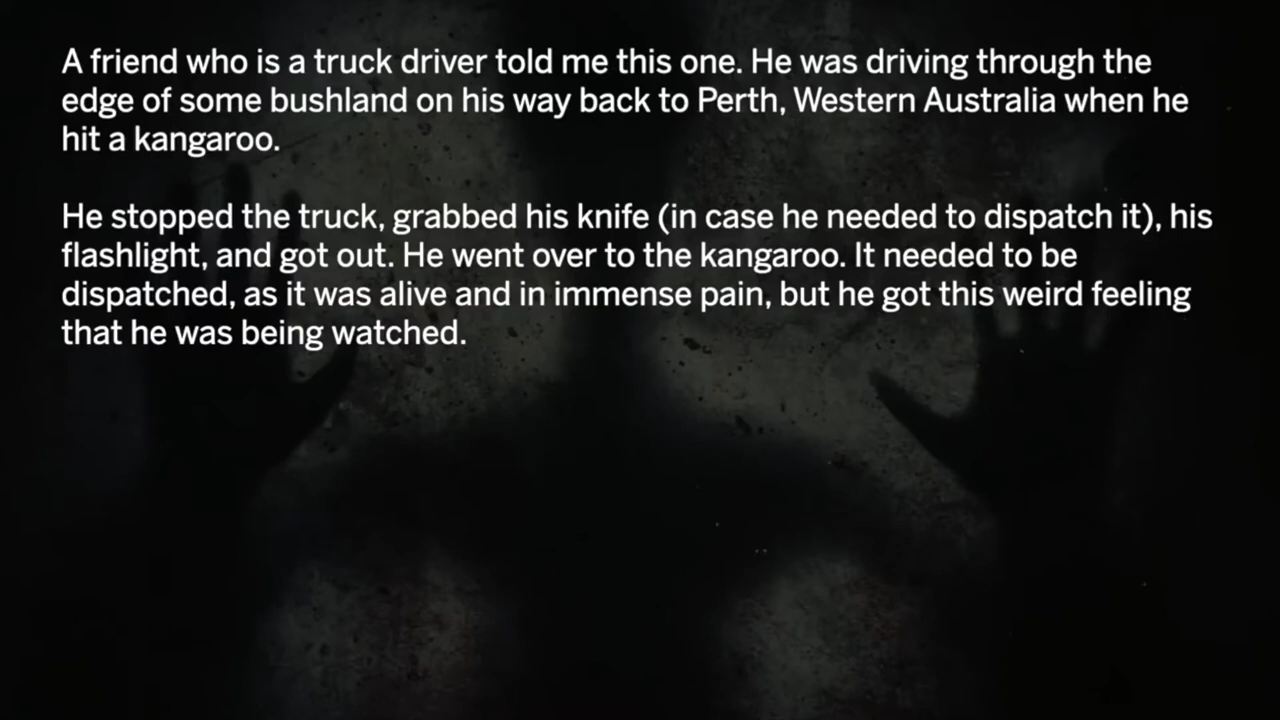 A friend who is a truck driver told me this one. He was driving through the
edge of some bushland on his way back to Perth, Western Australia when he
hit a kangaroo.
He stopped the truck, grabbed his knife (in case he needed to dispatch it), his
flashlight, and got out. He went over to the kangaroo. It needed to be
dispatched, as it was alive and in immense pain, but he got this weird feeling
that he was being watched.